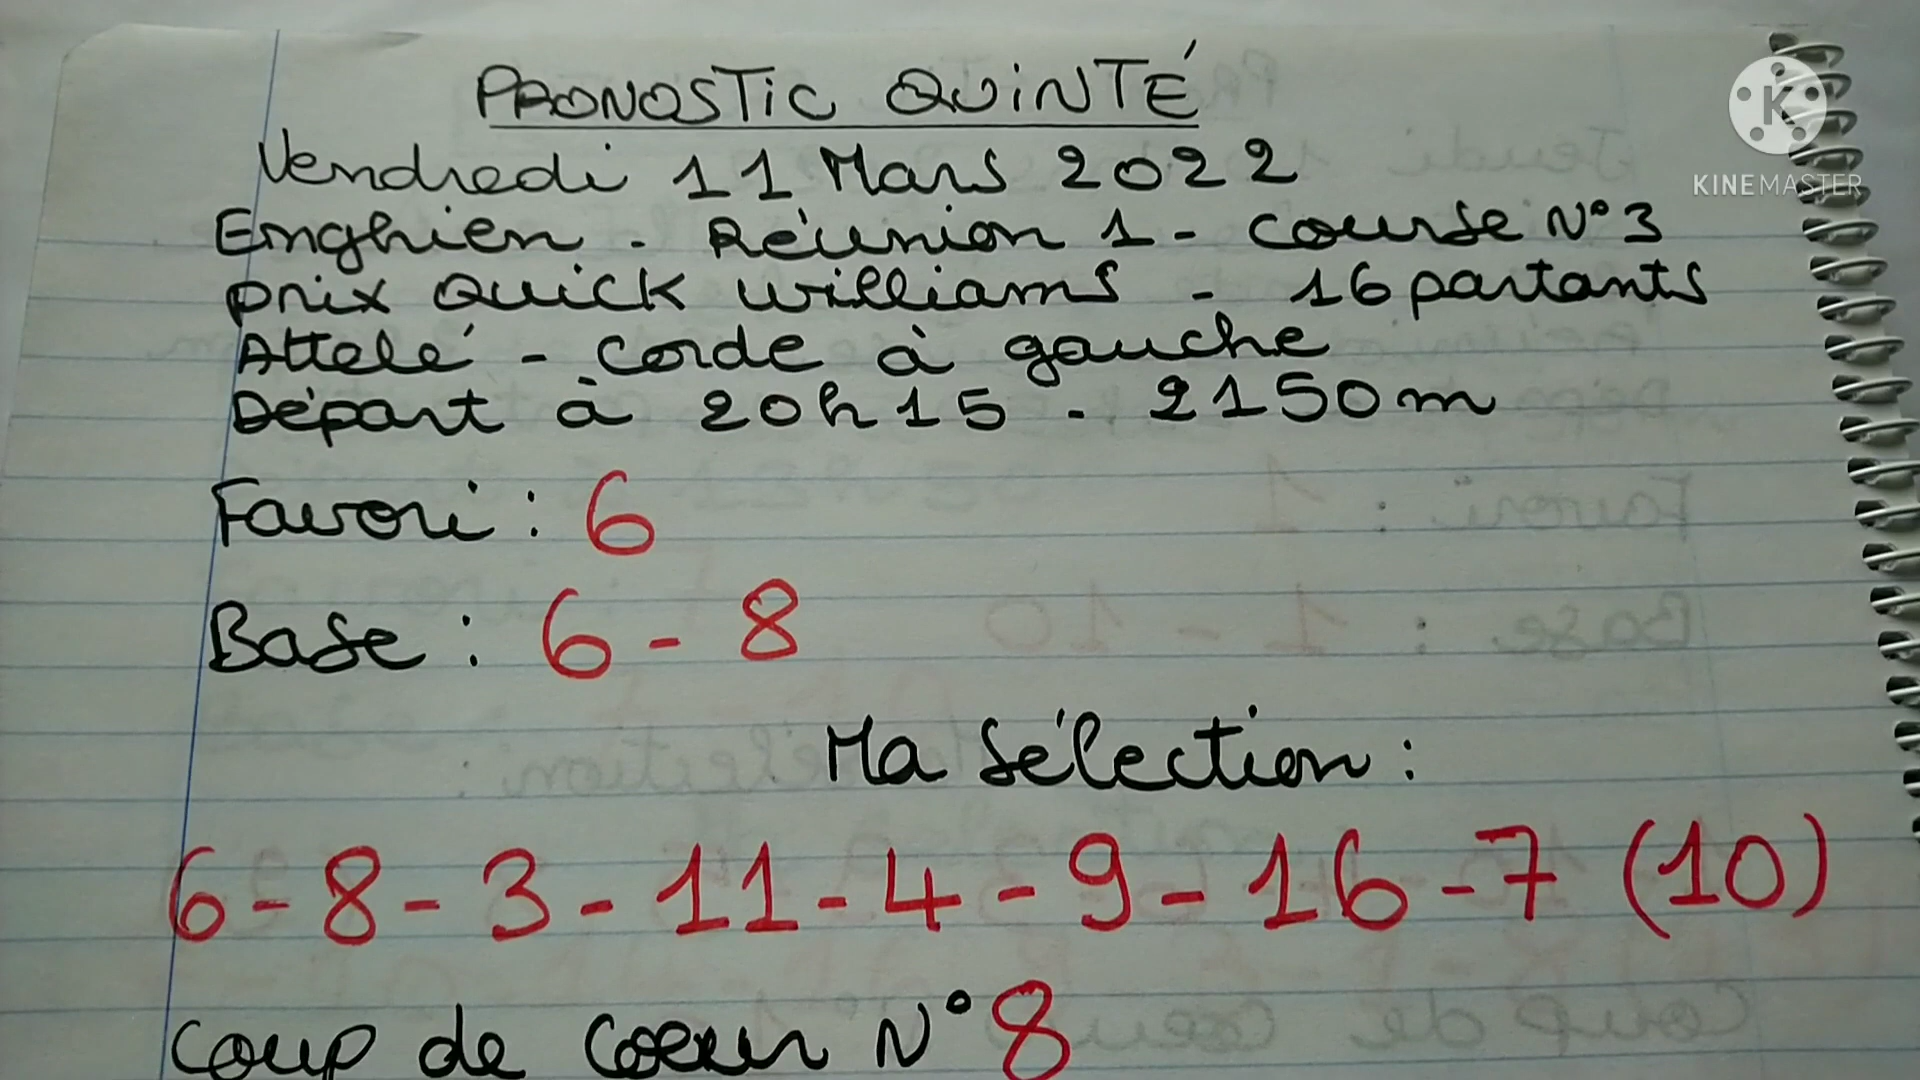 PRONOSTIC QUINTÉ
Vendredi 11 Mars 2022
Enghien - Réunion 1 - course N°3
prix Quick Williams - 16 partants
Attelé - corde à gauche
Départ à 20h15 - 2150m
Favori : 6
Base : 6 - 8
Ma sélection :
6 - 8 - 3 - 11 - 4 - 9 - 16 - 7 (10)
coup de coeur N° 8
K
KINEMASTER